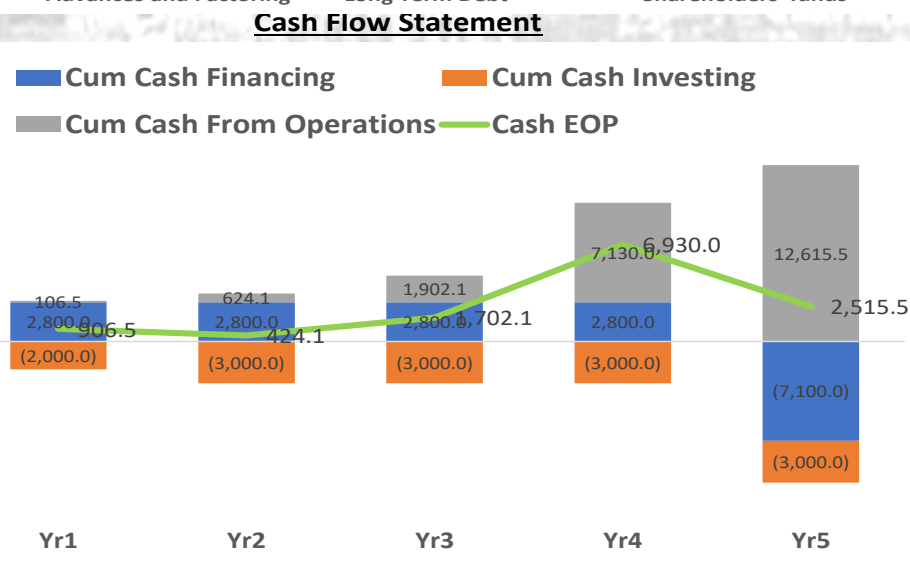 Cash Flow Statement
Cum Cash Financing Cum Cash Investing
Cum Cash From Operations Cash EOP
106.5 624.1 1,902.1 7,130.0 12,615.5
2,800.0 2,800.0 2,800.0 2,800.0 (7,100.0)
(2,000.0) (3,000.0) (3,000.0) (3,000.0) (3,000.0)
906.5 424.1 1,702.1 6,930.0 2,515.5
Yr1 Yr2 Yr3 Yr4 Yr5